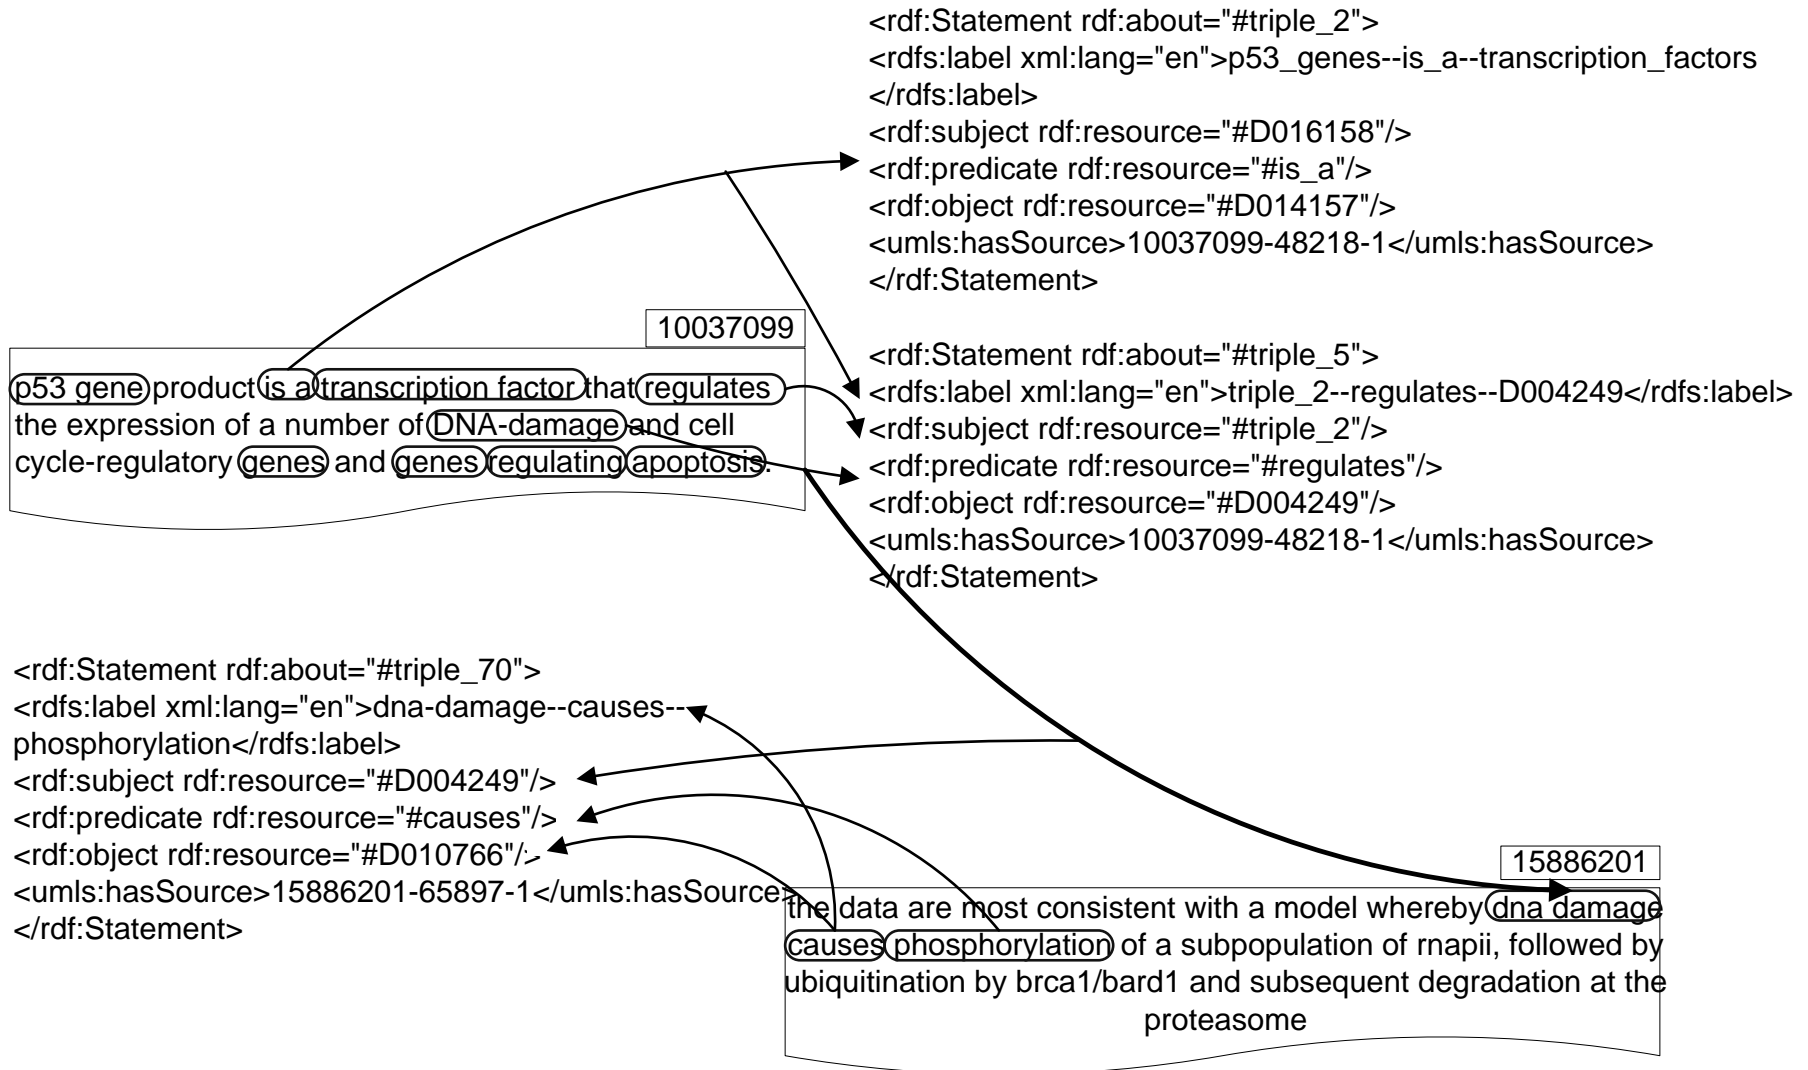 <rdf:Statement rdf:about="#triple_2">
<rdfs:label xml:lang="en">p53_genes--is_a--transcription_factors
</rdfs:label>
<rdf:subject rdf:resource="#D016158"/>
<rdf:predicate rdf:resource="#is_a"/>
<rdf:object rdf:resource="#D014157"/>
<umls:hasSource>10037099-48218-1</umls:hasSource>
</rdf:Statement>
10037099
p53 gene product is a transcription factor that regulates
the expression of a number of DNA-damage and cell
cycle-regulatory genes and genes regulating apoptosis.
<rdf:Statement rdf:about="#triple_5">
<rdfs:label xml:lang="en">triple_2--regulates--D004249</rdfs:label>
<rdf:subject rdf:resource="#triple_2"/>
<rdf:predicate rdf:resource="#regulates"/>
<rdf:object rdf:resource="#D004249"/>
<umls:hasSource>10037099-48218-1</umls:hasSource>
</rdf:Statement>
<rdf:Statement rdf:about="#triple_70">
<rdfs:label xml:lang="en">dna-damage--causes--
phosphorylation</rdfs:label>
<rdf:subject rdf:resource="#D004249"/>
<rdf:predicate rdf:resource="#causes"/>
<rdf:object rdf:resource="#D010766"/>
<umls:hasSource>15886201-65897-1</umls:hasSource>
</rdf:Statement>
15886201
the data are most consistent with a model whereby dna damage
causes phosphorylation of a subpopulation of rnapii, followed by
ubiquitination by brca1/bard1 and subsequent degradation at the
proteasome